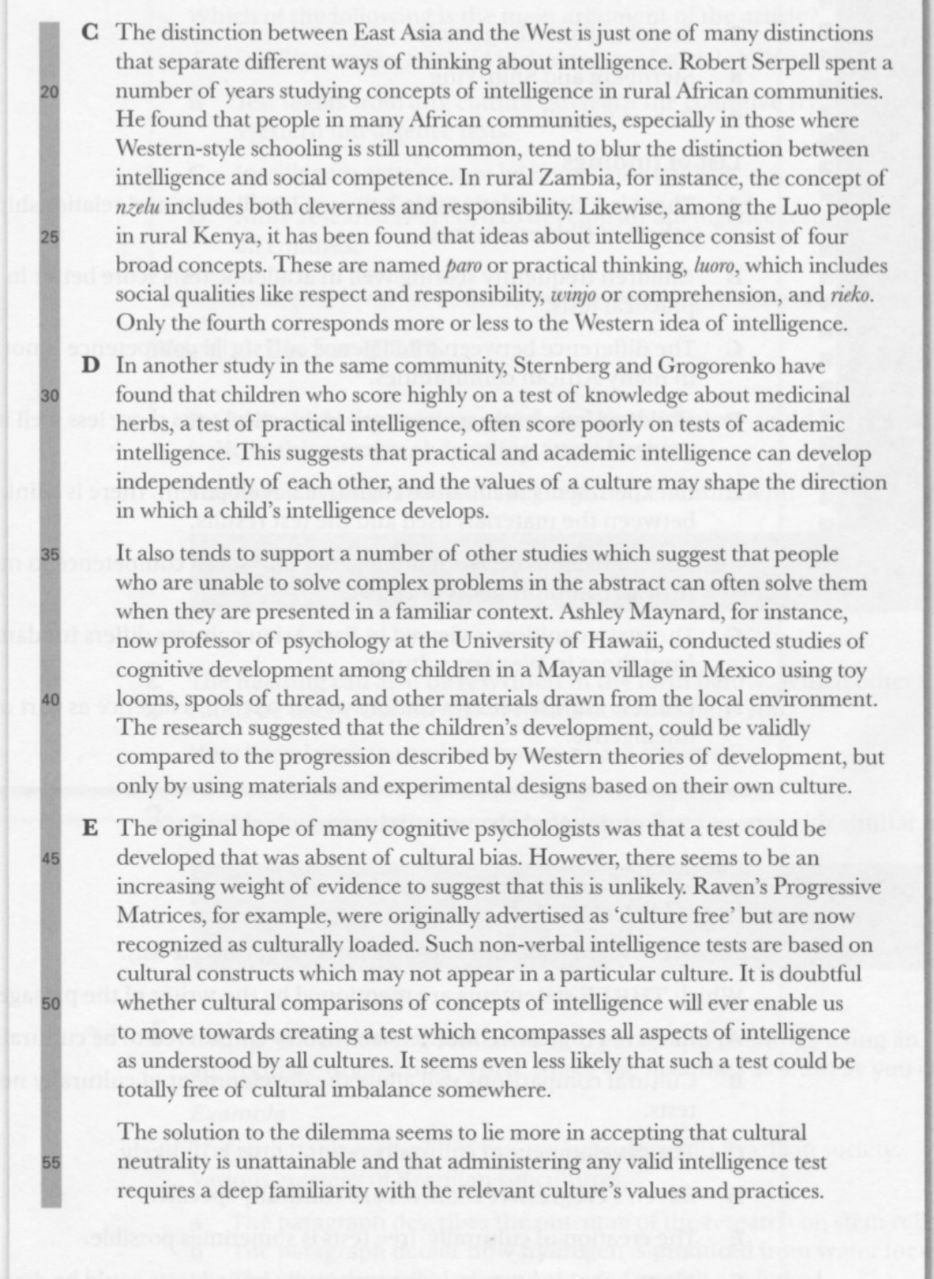 C The distinction between East Asia and the West is just one of many distinctions
that separate different ways of thinking about intelligence. Robert Serpell spent a
20 number of years studying concepts of intelligence in rural African communities.
He found that people in many African communities, especially in those where
Western-style schooling is still uncommon, tend to blur the distinction between
intelligence and social competence. In rural Zambia, for instance, the concept of
nzelu includes both cleverness and responsibility. Likewise, among the Luo people
25 in rural Kenya, it has been found that ideas about intelligence consist of four
broad concepts. These are named paro or practical thinking, luoro, which includes
social qualities like respect and responsibility, winjo or comprehension, and rieko.
Only the fourth corresponds more or less to the Western idea of intelligence.
D In another study in the same community, Sternberg and Grogorenko have
30 found that children who score highly on a test of knowledge about medicinal
herbs, a test of practical intelligence, often score poorly on tests of academic
intelligence. This suggests that practical and academic intelligence can develop
independently of each other, and the values of a culture may shape the direction
in which a child's intelligence develops.
35 It also tends to support a number of other studies which suggest that people
who are unable to solve complex problems in the abstract can often solve them
when they are presented in a familiar context. Ashley Maynard, for instance,
now professor of psychology at the University of Hawaii, conducted studies of
cognitive development among children in a Mayan village in Mexico using toy
40 looms, spools of thread, and other materials drawn from the local environment.
The research suggested that the children's development, could be validly
compared to the progression described by Western theories of development, but
only by using materials and experimental designs based on their own culture.
E The original hope of many cognitive psychologists was that a test could be
45 developed that was absent of cultural bias. However, there seems to be an
increasing weight of evidence to suggest that this is unlikely. Raven's Progressive
Matrices, for example, were originally advertised as 'culture free' but are now
recognized as culturally loaded. Such non-verbal intelligence tests are based on
cultural constructs which may not appear in a particular culture. It is doubtful
50 whether cultural comparisons of concepts of intelligence will ever enable us
to move towards creating a test which encompasses all aspects of intelligence
as understood by all cultures. It seems even less likely that such a test could be
totally free of cultural imbalance somewhere.
The solution to the dilemma seems to lie more in accepting that cultural
55 neutrality is unattainable and that administering any valid intelligence test
requires a deep familiarity with the relevant culture's values and practices.